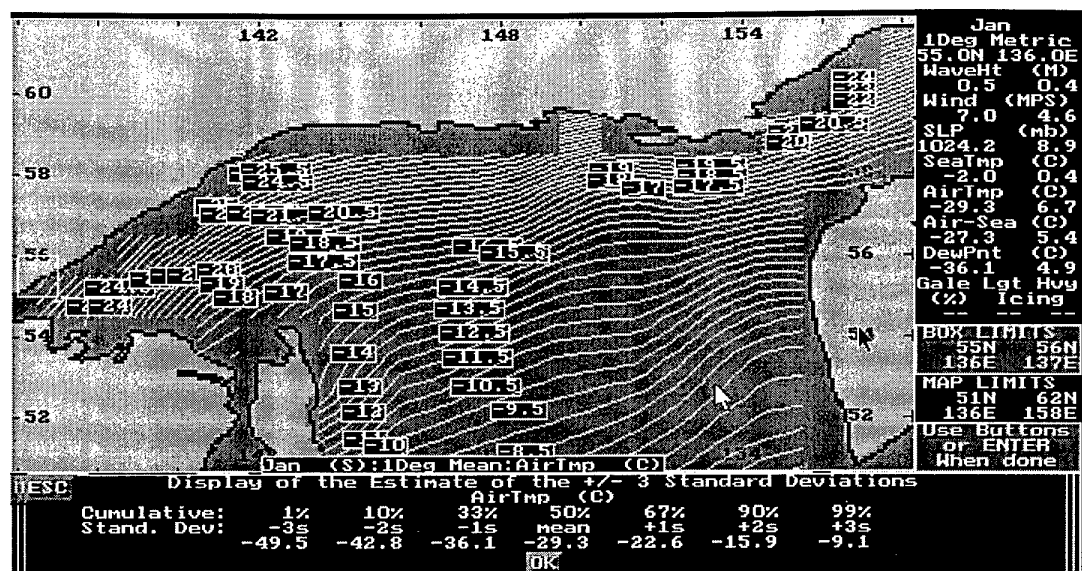 142 148 154
60
58
56
54
52
56
52
-20.5
-20
-19
-19.5
-18.5
-17
-17.5
-24.5
-20.5
-18.5
-17.5
-15.5
-16
-20
-19
-18
-17
-24
-24
-15
-14.5
-13.5
-14
-12.5
-11.5
-13
-10.5
-12
-9.5
-10
-8.5
Jan (S):1Deg Mean:AirTmp (C)
Jan
1Deg Metric
55.0N 136.0E
WaveHt (M)
0.5 0.4
Wind (MPS)
7.0 4.6
SLP (mb)
1024.2 8.9
SeaTmp (C)
-2.0 0.4
AirTmp (C)
-29.3 6.7
Air-Sea (C)
-27.3 5.4
DewPnt (C)
-36.1 4.9
Gale Lgt Hvy
(%) Icing
-- -- --
BOX LIMITS
55N 56N
136E 137E
MAP LIMITS
51N 62N
136E 158E
Use Buttons
or ENTER
When done
ESC
Display of the Estimate of the +/- 3 Standard Deviations
AirTmp (C)
Cumulative: 1% 10% 33% 50% 67% 90% 99%
Stand. Dev: -3s -2s -1s mean +1s +2s +3s
-49.5 -42.8 -36.1 -29.3 -22.6 -15.9 -9.1
OK